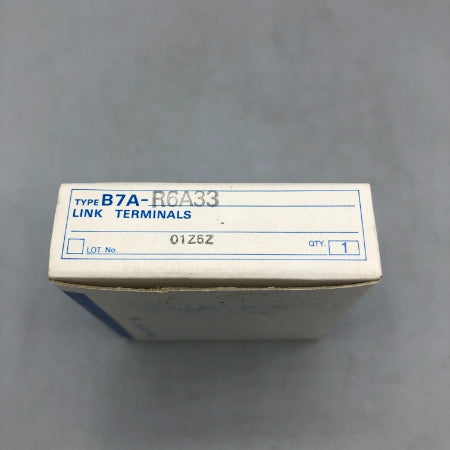 TYPE B7A-R6A33
LINK TERMINALS
LOT. No. 01Z5Z QTY. 1